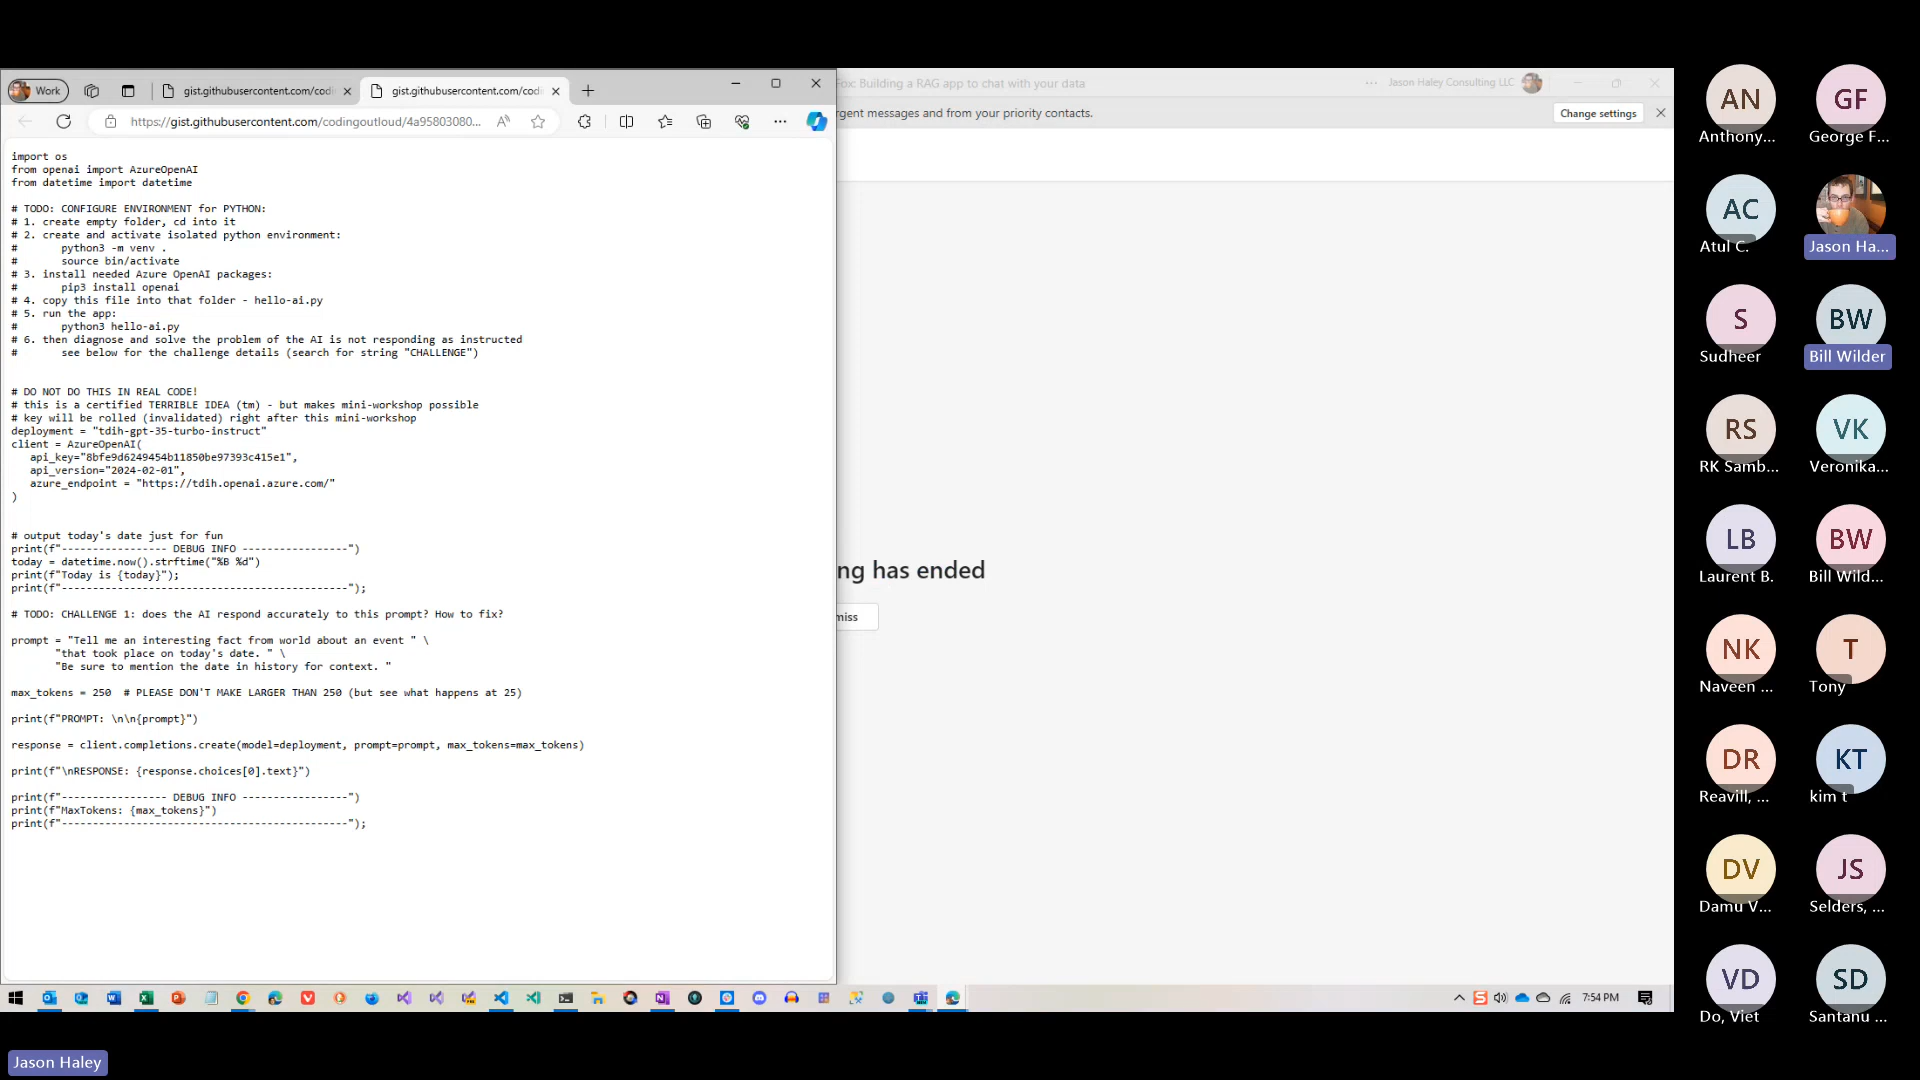 Work
gist.githubusercontent.com/codi
gist.githubusercontent.com/codi
Fox: Building a RAG app to chat with your data
Jason Haley Consulting LLC
https://gist.githubusercontent.com/codingoutloud/4a95803080...
rgent messages and from your priority contacts.
Change settings
import os
from openai import AzureOpenAI
from datetime import datetime
# TODO: CONFIGURE ENVIRONMENT for PYTHON:
# 1. create empty folder, cd into it
# 2. create and activate isolated python environment:
#       python3 -m venv .
#       source bin/activate
# 3. install needed Azure OpenAI packages:
#       pip3 install openai
# 4. copy this file into that folder - hello-ai.py
# 5. run the app:
#       python3 hello-ai.py
# 6. then diagnose and solve the problem of the AI is not responding as instructed
#       see below for the challenge details (search for string "CHALLENGE")
# DO NOT DO THIS IN REAL CODE!
# this is a certified TERRIBLE IDEA (tm) - but makes mini-workshop possible
# key will be rolled (invalidated) right after this mini-workshop
deployment = "tdih-gpt-35-turbo-instruct"
client = AzureOpenAI(
   api_key="8bfe9d6249454b11850be97393c415e1",
   api_version="2024-02-01",
   azure_endpoint = "https://tdih.openai.azure.com/"
)
# output today's date just for fun
print(f"----------------- DEBUG INFO -----------------")
today = datetime.now().strftime("%B %d")
print(f"Today is {today}");
print(f"----------------------------------------------");
# TODO: CHALLENGE 1: does the AI respond accurately to this prompt? How to fix?
prompt = "Tell me an interesting fact from world about an event " \
       "that took place on today's date. " \
       "Be sure to mention the date in history for context. "
max_tokens = 250  # PLEASE DON'T MAKE LARGER THAN 250 (but see what happens at 25)
print(f"PROMPT: \n\n{prompt}")
response = client.completions.create(model=deployment, prompt=prompt, max_tokens=max_tokens)
print(f"\nRESPONSE: {response.choices[0].text}")
print(f"----------------- DEBUG INFO -----------------")
print(f"MaxTokens: {max_tokens}")
print(f"----------------------------------------------");
ng has ended
miss
7:54 PM
AN
Anthony...
GF
George F...
AC
Atul C.
Jason Ha...
S
Sudheer
BW
Bill Wilder
RS
RK Samb...
VK
Veronika...
LB
Laurent B.
BW
Bill Wild...
NK
Naveen ...
T
Tony
DR
Reavill, ...
KT
kim t
DV
Damu V...
JS
Selders, ...
VD
Do, Viet
SD
Santanu ...
Jason Haley